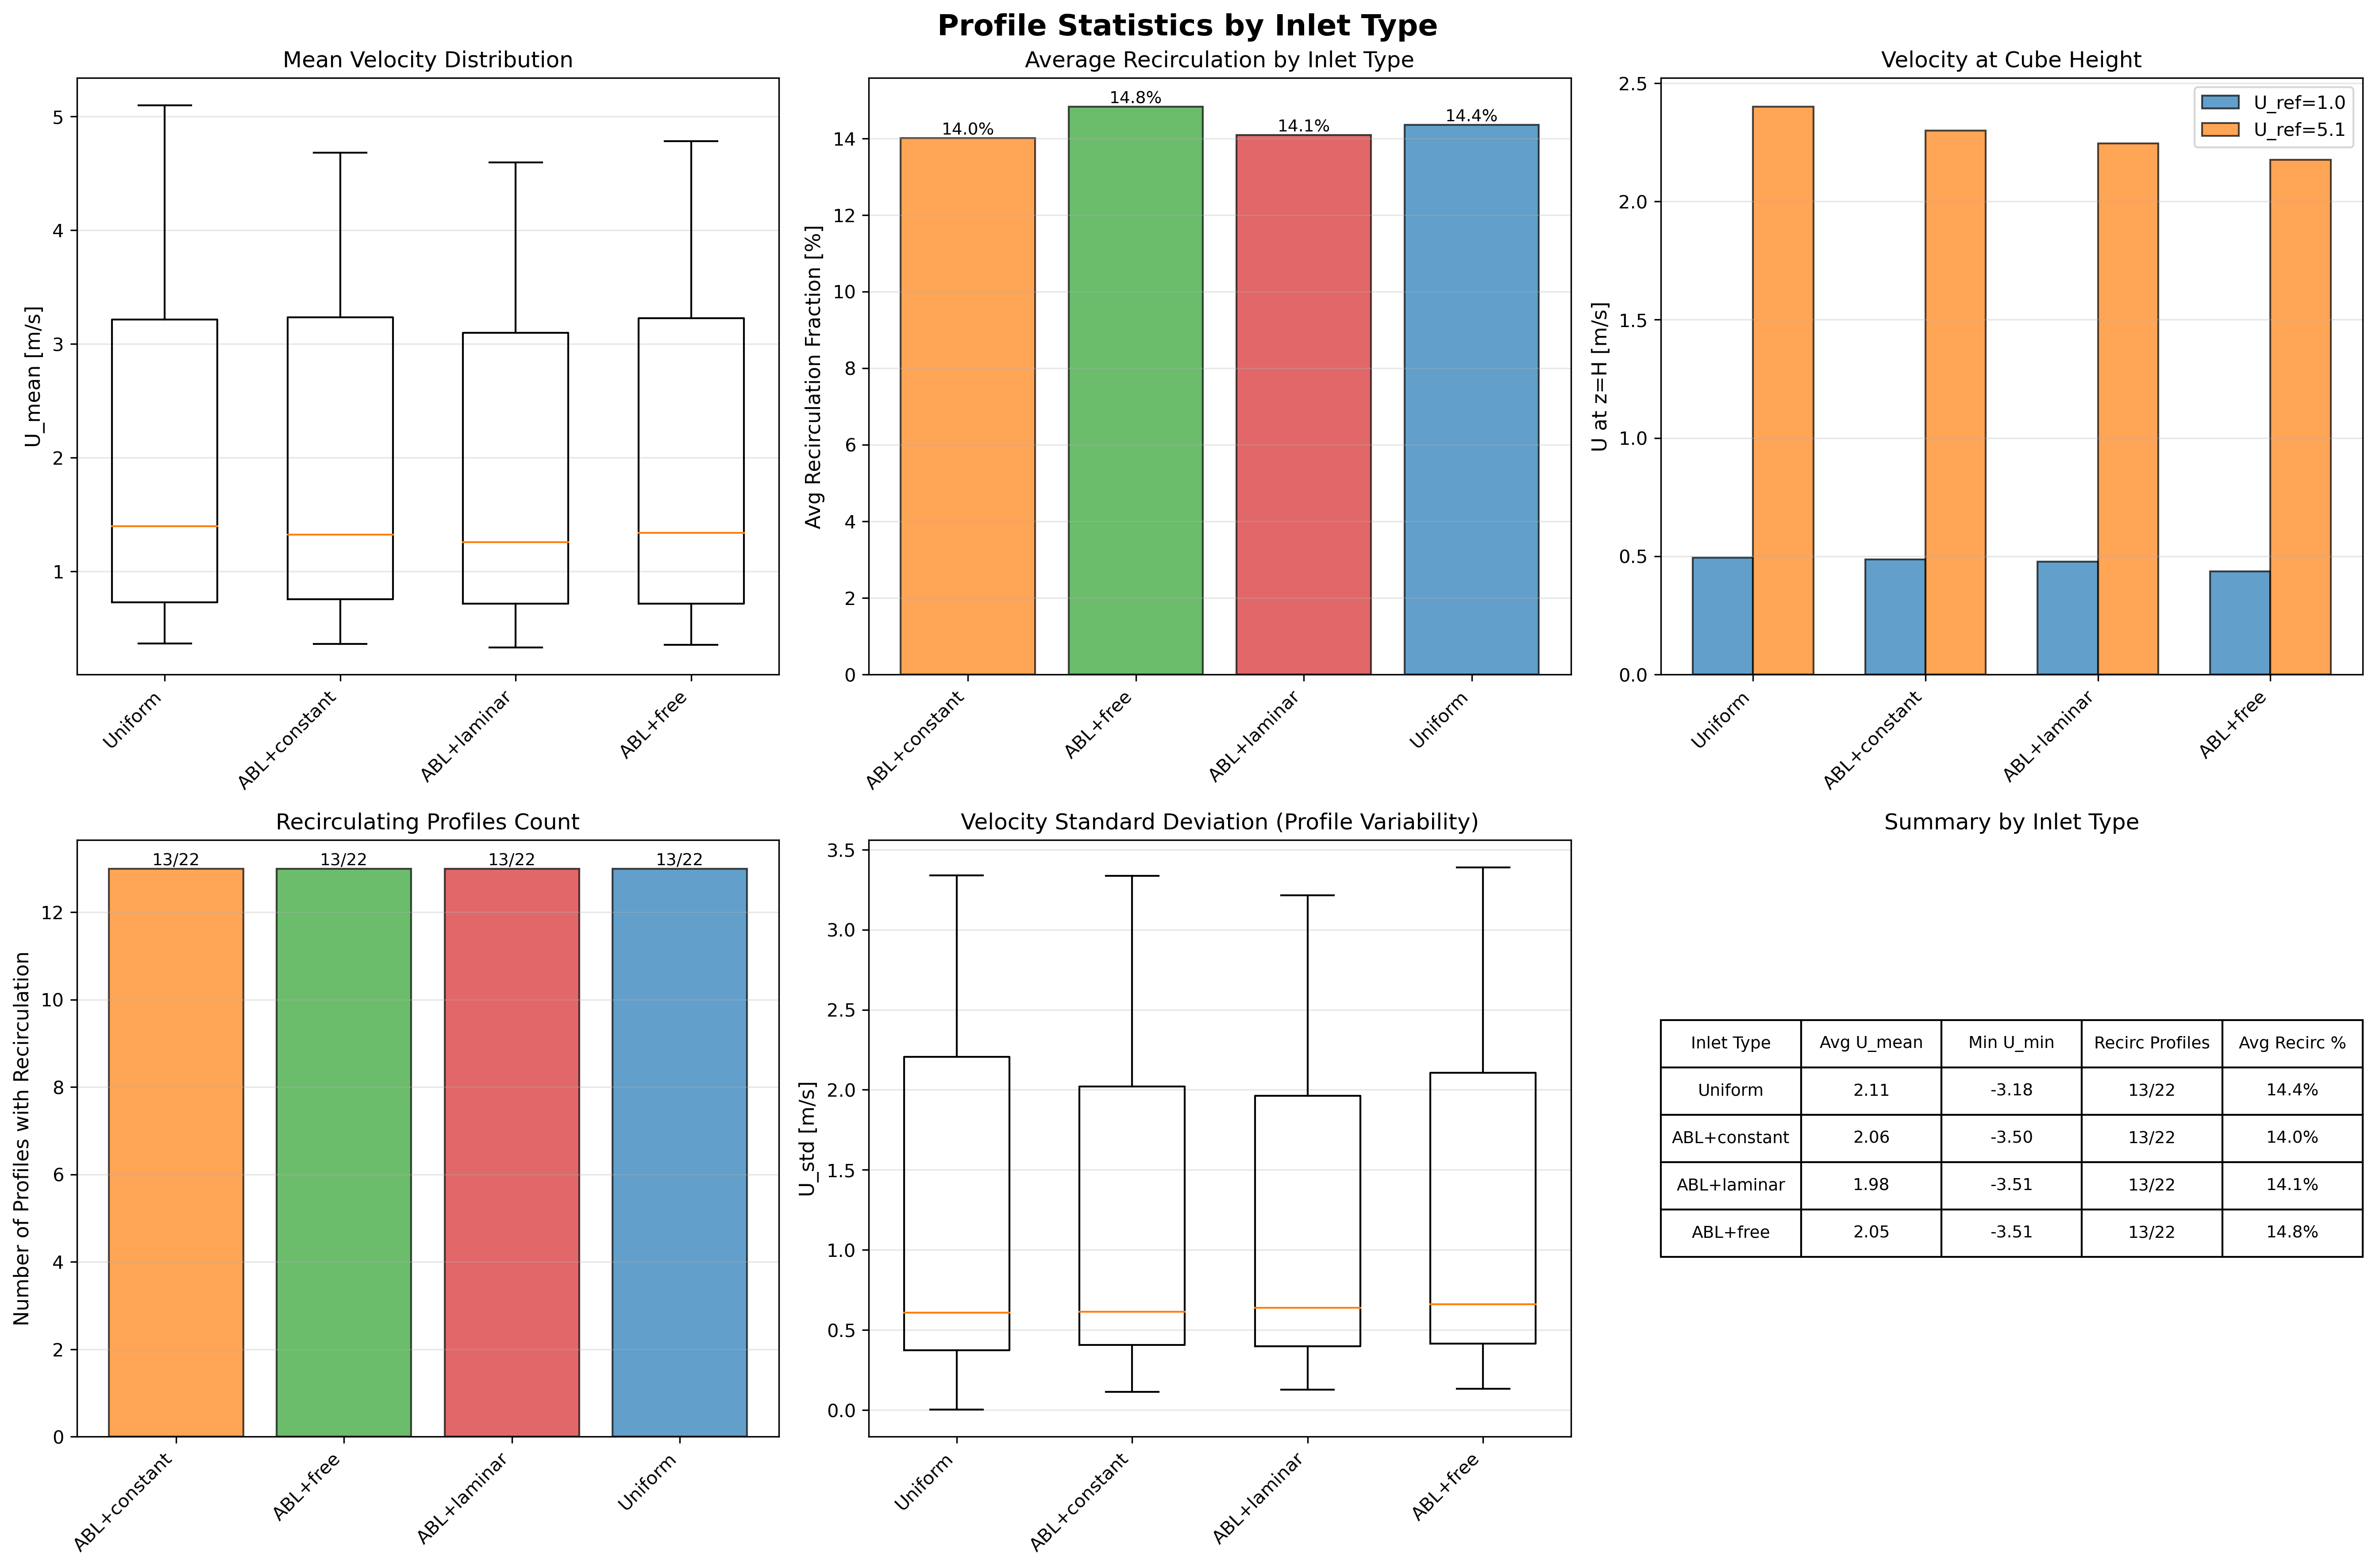 Profile Statistics by Inlet Type
Mean Velocity Distribution
U_mean [m/s]
5
4
3
2
1
Uniform
ABL+constant
ABL+laminar
ABL+free
Average Recirculation by Inlet Type
Avg Recirculation Fraction [%]
14
12
10
8
6
4
2
0
14.0%
14.8%
14.1%
14.4%
ABL+constant
ABL+free
ABL+laminar
Uniform
Velocity at Cube Height
U at z=H [m/s]
2.5
2.0
1.5
1.0
0.5
0.0
U_ref=1.0
U_ref=5.1
Uniform
ABL+constant
ABL+laminar
ABL+free
Recirculating Profiles Count
Number of Profiles with Recirculation
12
10
8
6
4
2
0
13/22
13/22
13/22
13/22
ABL+constant
ABL+free
ABL+laminar
Uniform
Velocity Standard Deviation (Profile Variability)
U_std [m/s]
3.5
3.0
2.5
2.0
1.5
1.0
0.5
0.0
Uniform
ABL+constant
ABL+laminar
ABL+free
Summary by Inlet Type
Inlet Type Avg U_mean Min U_min Recirc Profiles Avg Recirc %
Uniform 2.11 -3.18 13/22 14.4%
ABL+constant 2.06 -3.50 13/22 14.0%
ABL+laminar 1.98 -3.51 13/22 14.1%
ABL+free 2.05 -3.51 13/22 14.8%